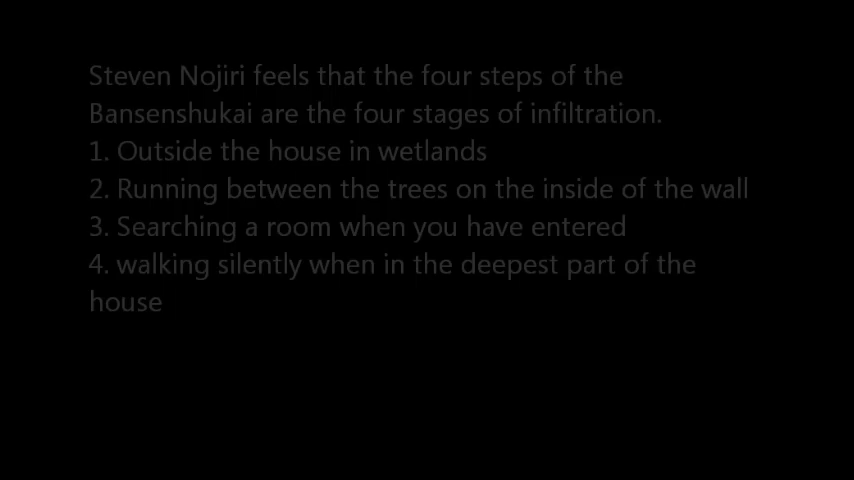 Steven Nojiri feels that the four steps of the
Bansenshukai are the four stages of infiltration.
1. Outside the house in wetlands
2. Running between the trees on the inside of the wall
3. Searching a room when you have entered
4. walking silently when in the deepest part of the
house